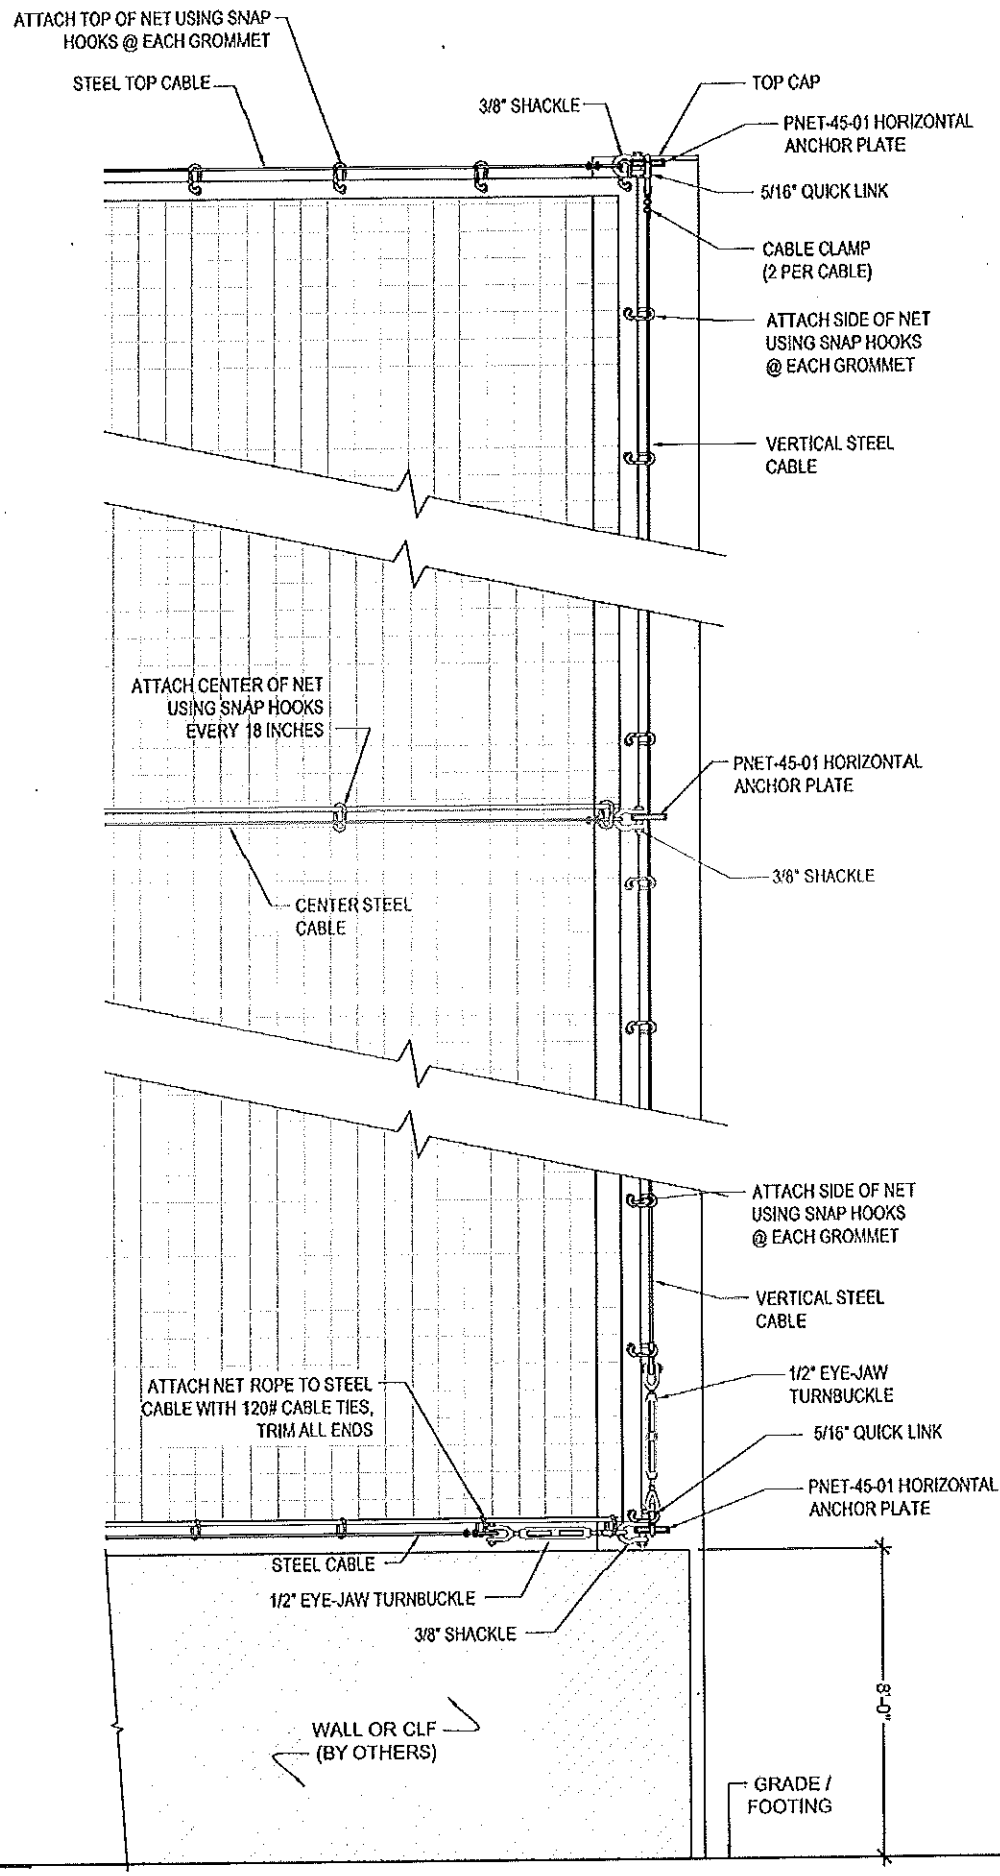 ATTACH TOP OF NET USING SNAP
HOOKS @ EACH GROMMET
STEEL TOP CABLE
3/8" SHACKLE
TOP CAP
PNET-45-01 HORIZONTAL
ANCHOR PLATE
5/16" QUICK LINK
CABLE CLAMP
(2 PER CABLE)
ATTACH SIDE OF NET
USING SNAP HOOKS
@ EACH GROMMET
VERTICAL STEEL
CABLE
ATTACH CENTER OF NET
USING SNAP HOOKS
EVERY 18 INCHES
PNET-45-01 HORIZONTAL
ANCHOR PLATE
3/8" SHACKLE
CENTER STEEL
CABLE
ATTACH SIDE OF NET
USING SNAP HOOKS
@ EACH GROMMET
VERTICAL STEEL
CABLE
1/2" EYE-JAW
TURNBUCKLE
ATTACH NET ROPE TO STEEL
CABLE WITH 120# CABLE TIES,
TRIM ALL ENDS
5/16" QUICK LINK
PNET-45-01 HORIZONTAL
ANCHOR PLATE
STEEL CABLE
1/2" EYE-JAW TURNBUCKLE
3/8" SHACKLE
8'-0"
WALL OR CLF
(BY OTHERS)
GRADE /
FOOTING